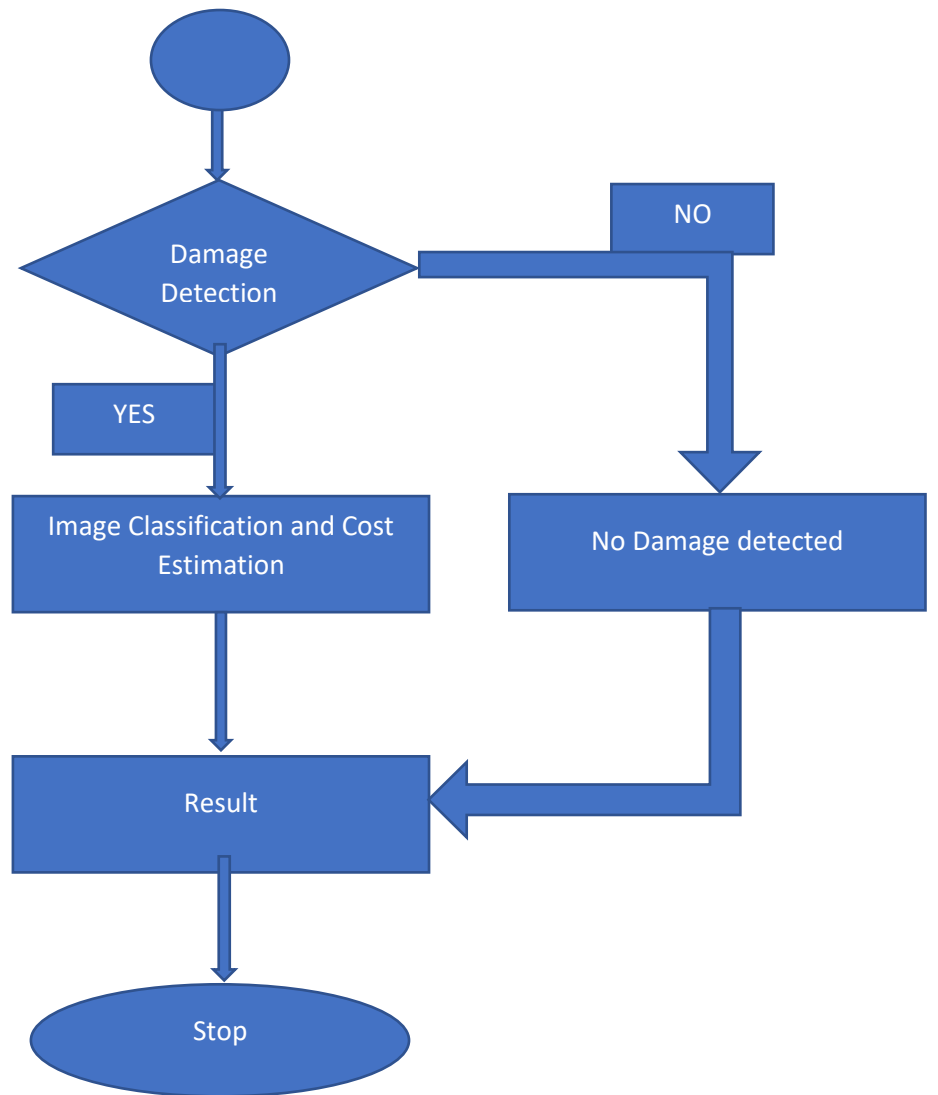 NO
Damage
Detection
YES
Image Classification and Cost
Estimation
No Damage detected
Result
Stop